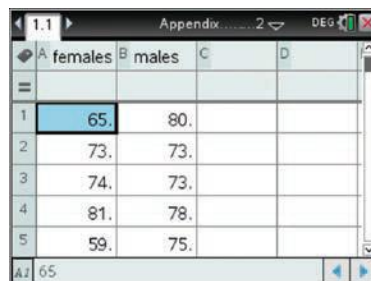 1.1 Appendix......2 DEG
A females B males C D
=
1 65. 80.
2 73. 73.
3 74. 73.
4 81. 78.
5 59. 75.
A1 65